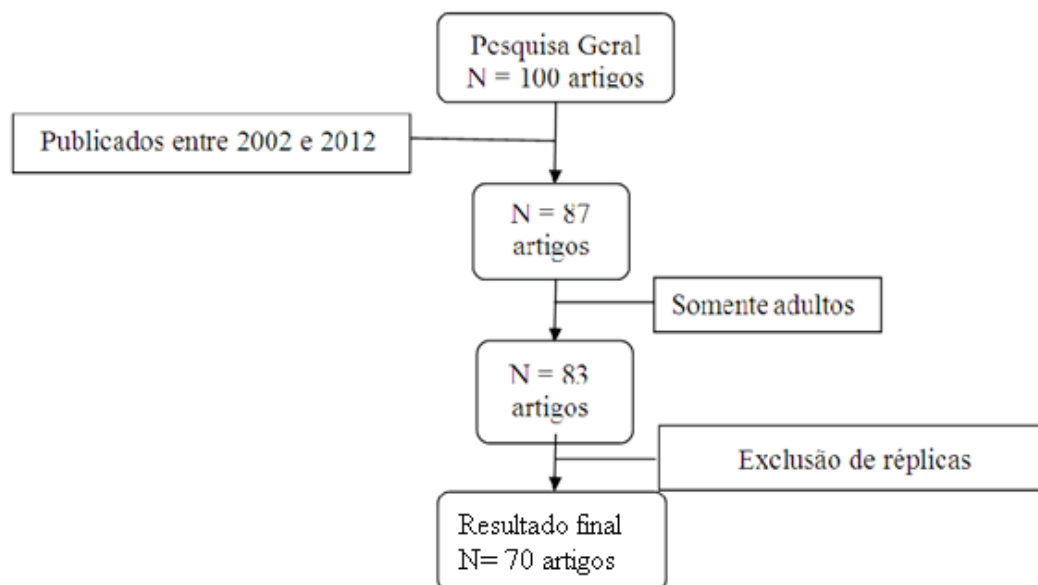 Pesquisa Geral
N = 100 artigos
Publicados entre 2002 e 2012
N = 87
artigos
Somente adultos
N = 83
artigos
Exclusão de réplicas
Resultado final
N= 70 artigos